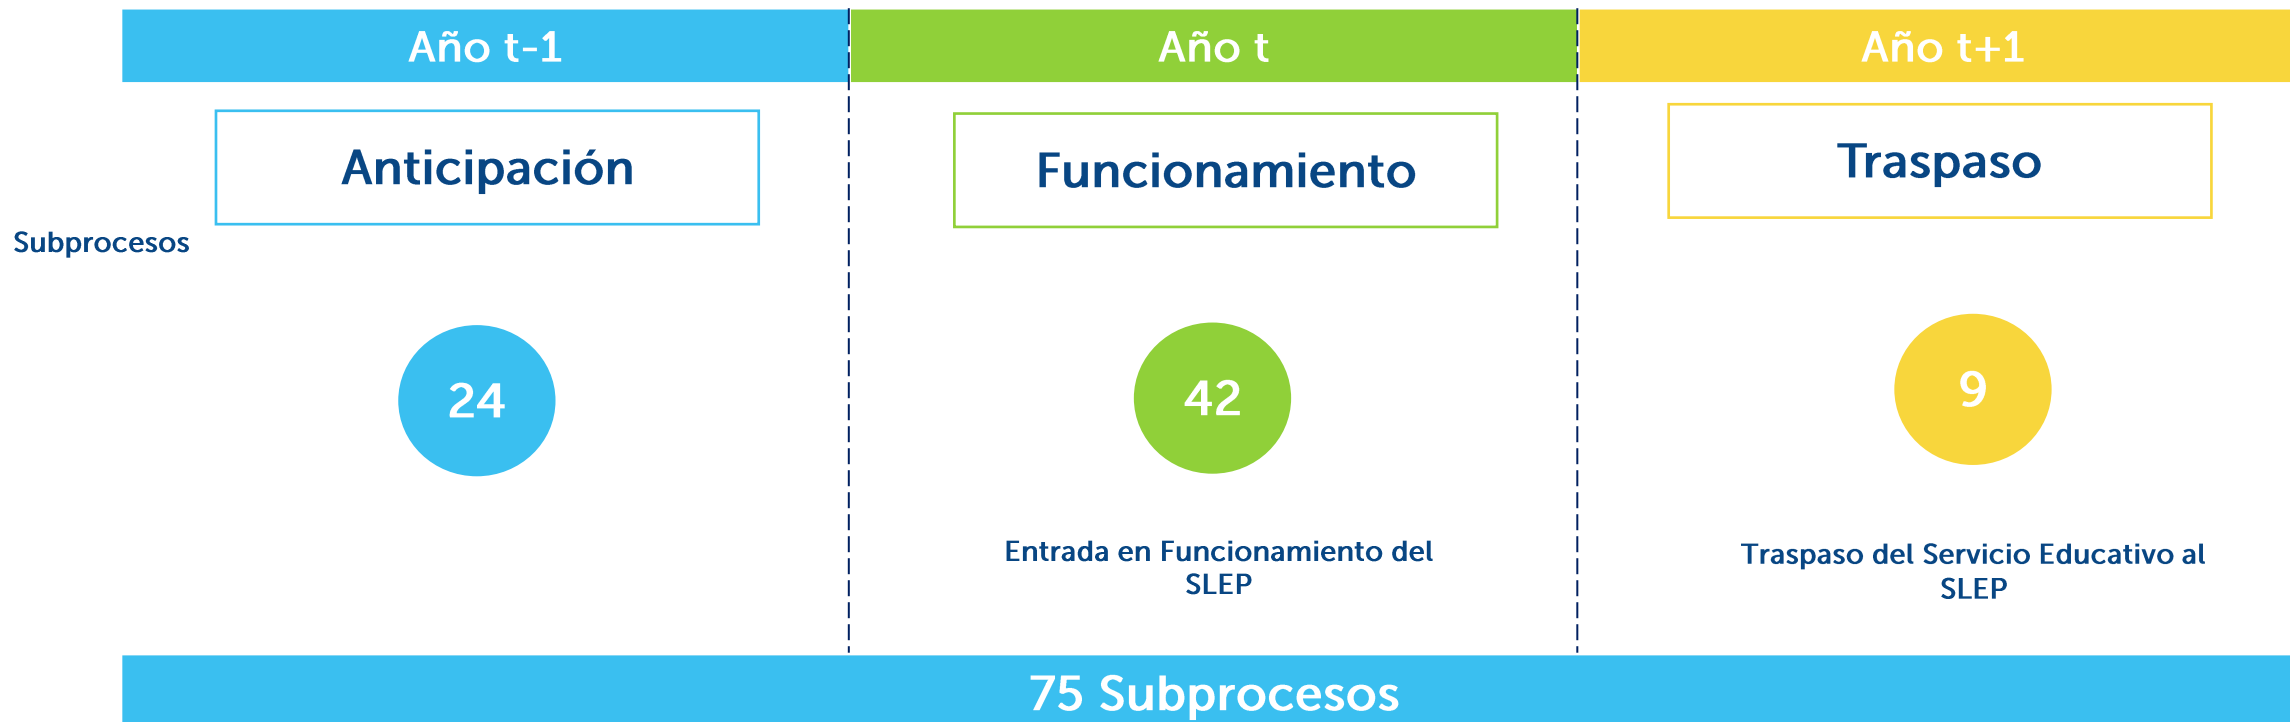 Año t-1
Año t
Año t+1
Anticipación
Funcionamiento
Traspaso
Subprocesos
24
42
9
Entrada en Funcionamiento del
SLEP
Traspaso del Servicio Educativo al
SLEP
75 Subprocesos